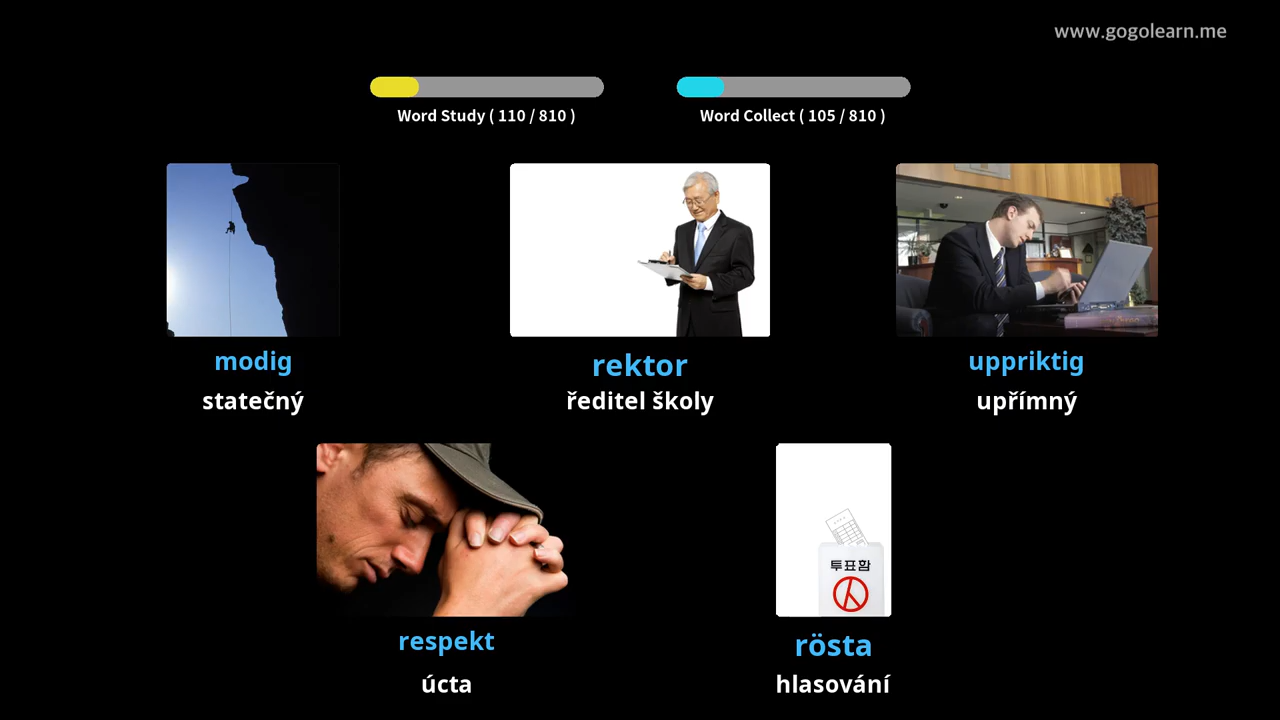 www.gogolearn.me
Word Study ( 110 / 810 )
Word Collect ( 105 / 810 )
modig
statečný
rektor
ředitel školy
uppriktig
upřímný
respekt
úcta
투표함
rösta
hlasování